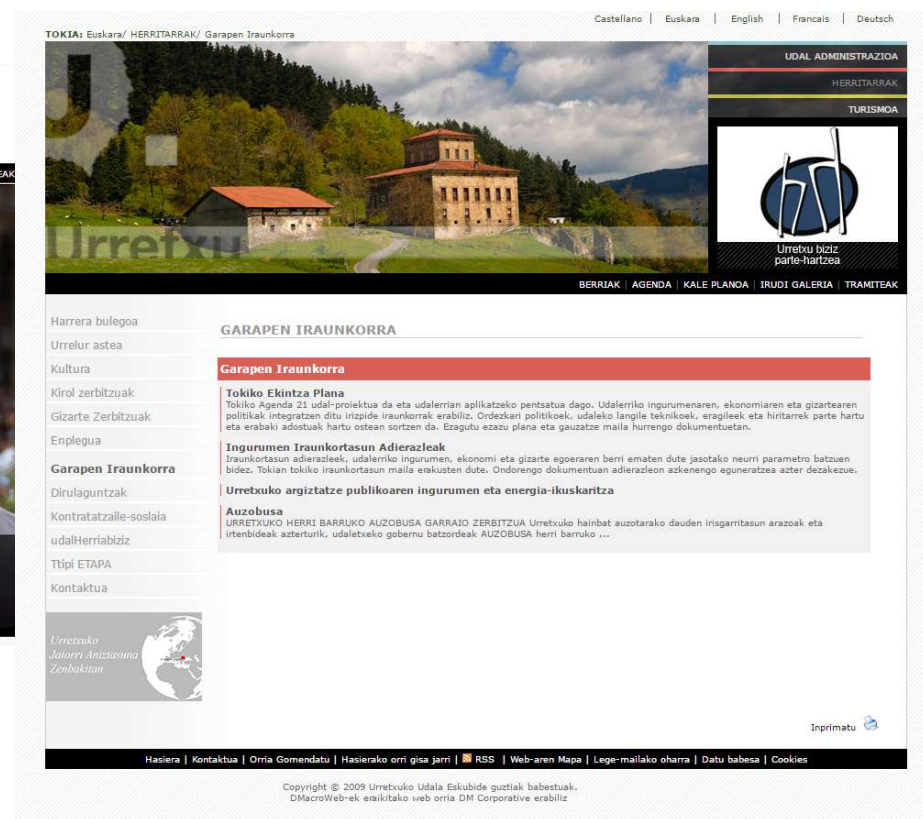 Castellano | Euskara | English | Francais | Deutsch
TOKIA: Euskara/ HERRITARRAK/ Garapen Iraunkorra
U.
Urretxu
UDAL ADMINISTRAZIOA
HERRITARRAK
TURISMOA
Urretxu biziz
parte-hartzea
BERRIAK | AGENDA | KALE PLANOA | IRUDI GALERIA | TRAMITEAK
EAK
Harrera bulegoa
Urrelur astea
Kultura
Kirol zerbitzuak
Gizarte Zerbitzuak
Enplegua
Garapen Iraunkorra
Dirulaguntzak
Kontratatzaile-soslaia
udalHerriabiziz
Ttipi ETAPA
Kontaktua
Urretxuko
Jatorri Aniztasuna
Zenbakitan
GARAPEN IRAUNKORRA
Garapen Iraunkorra
Tokiko Ekintza Plana
Tokiko Agenda 21 udal-proiektua da eta udalerrian aplikatzeko pentsatua dago. Udalerriko ingurumenaren, ekonomiaren eta gizartearen
politikak integratzen ditu irizpide iraunkorrak erabiliz. Ordezkari politikoek, udaleko langile teknikoek, eragileek eta hiritarrek parte hartu
eta erabaki adostuak hartu ostean sortzen da. Ezagutu ezazu plana eta gauzatze maila hurrengo dokumentuetan.
Ingurumen Iraunkortasun Adierazleak
Iraunkortasun adierazleek, udalerriko ingurumen, ekonomi eta gizarte egoeraren berri ematen dute jasotako neurri parametro batzuen
bidez. Tokian tokiko iraunkortasun maila erakusten dute. Ondorengo dokumentuan adierazleon azkenengo eguneratzea azter dezakezue.
Urretxuko argiztatze publikoaren ingurumen eta energia-ikuskaritza
Auzobusa
URRETXUKO HERRI BARRUKO AUZOBUSA GARRAIO ZERBITZUA Urretxuko hainbat auzotarako dauden irisgarritasun arazoak eta
irtenbideak azterturik, udaletxeko gobernu batzordeak AUZOBUSA herri barruko ...
Inprimatu
Hasiera | Kontaktua | Orria Gomendatu | Hasierako orri gisa jarri | RSS | Web-aren Mapa | Lege-mailako oharra | Datu babesa | Cookies
Copyright © 2009 Urretxuko Udala Eskubide guztiak babestuak.
DMacroWeb-ek eraikitako web orria DM Corporative erabiliz